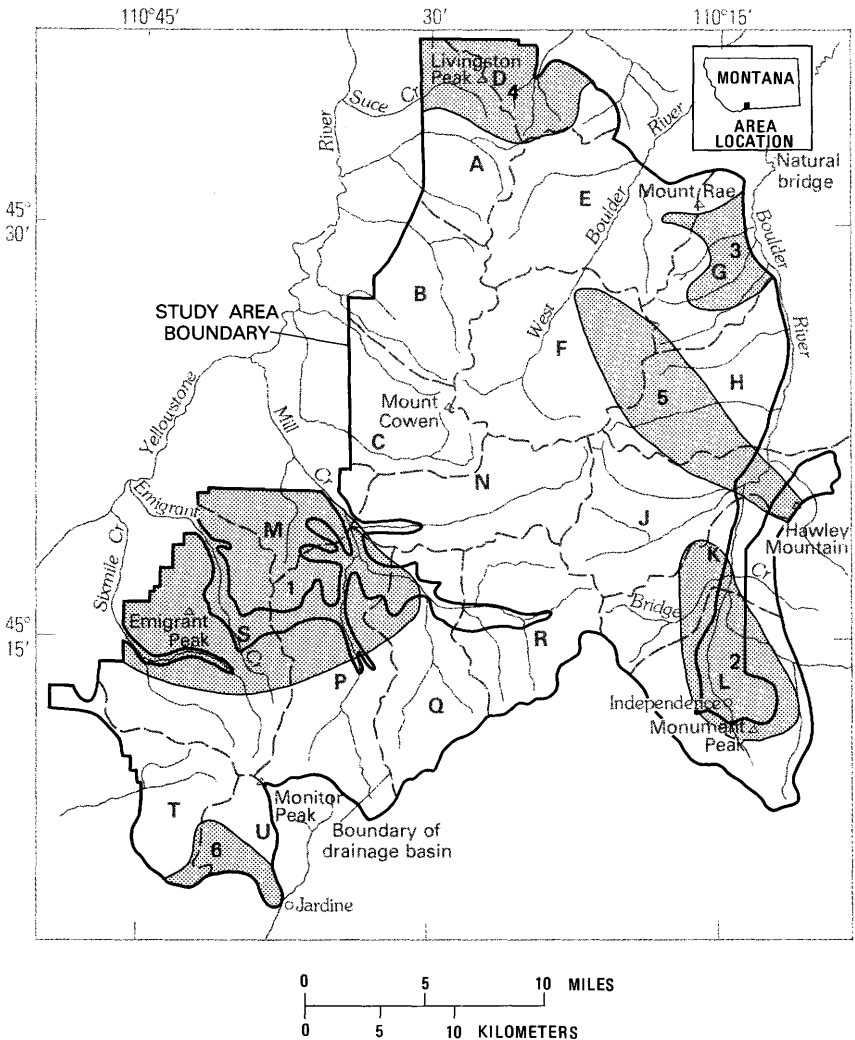 110°45′
30′
110°15′
Livingston
Peak
D
4
MONTANA
AREA
LOCATION
Suce Cr
River
River
Natural
bridge
A
E
Mount Rae
45°
30′
Boulder
Boulder
3
G
B
STUDY AREA
BOUNDARY
West
F
River
H
5
Yellowstone
Mill
Cr
Mount
Cowen
C
N
Emigrant
M
J
Hawley
Mountain
Sixmile Cr
K
Cr
1
Bridge
Emigrant
Peak
45°
15′
S
R
2
P
L
Q
Independence
Monument
Peak
T
U
Monitor
Peak
6
Boundary of
drainage basin
Jardine
0 5 10 MILES
0 5 10 KILOMETERS